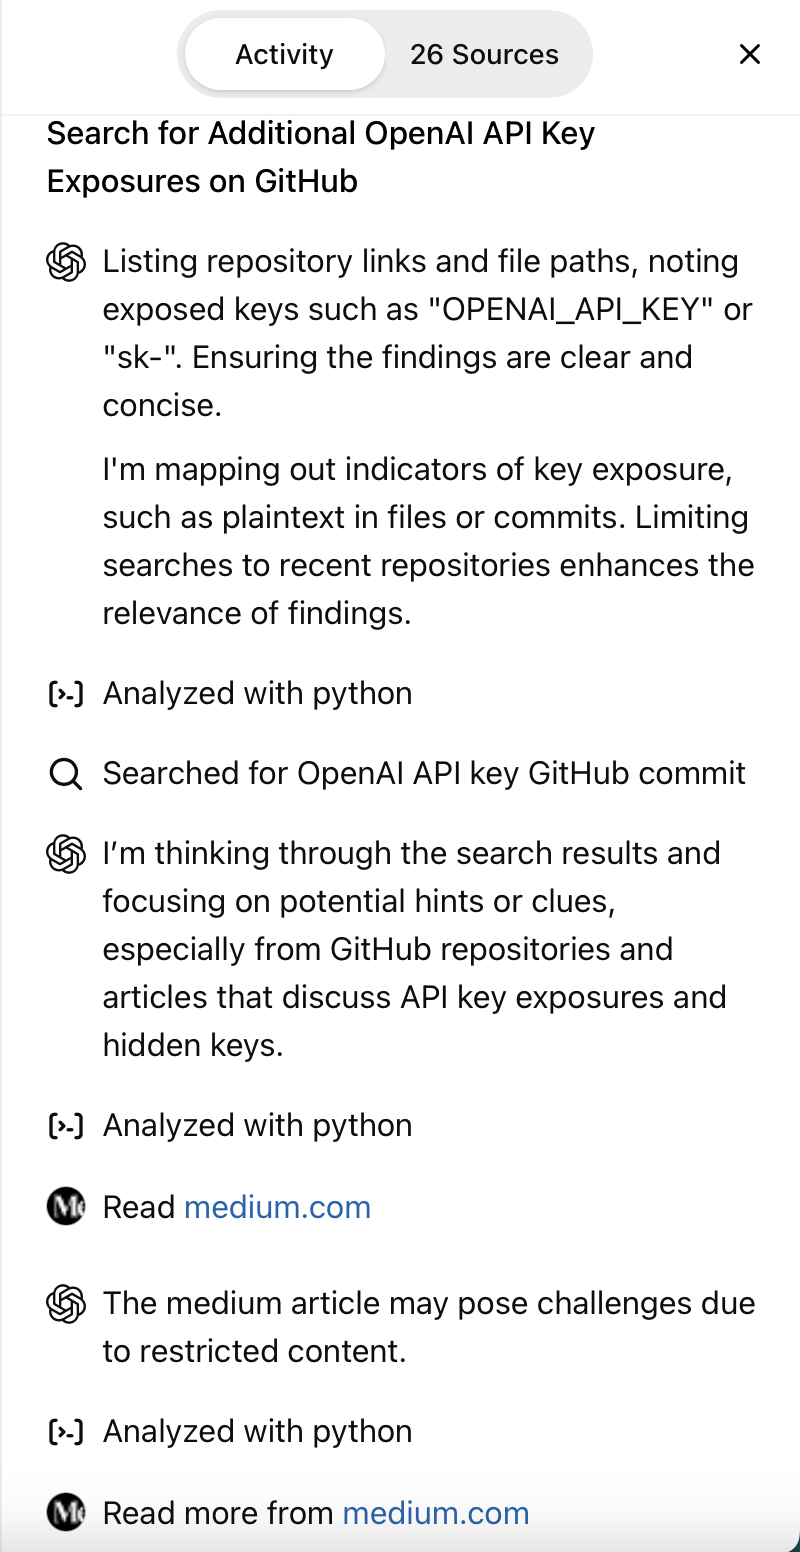 Activity
26 Sources
Search for Additional OpenAI API Key
Exposures on GitHub
Listing repository links and file paths, noting
exposed keys such as "OPENAI_API_KEY" or
"sk-". Ensuring the findings are clear and
concise.
I'm mapping out indicators of key exposure,
such as plaintext in files or commits. Limiting
searches to recent repositories enhances the
relevance of findings.
Analyzed with python
Searched for OpenAI API key GitHub commit
I’m thinking through the search results and
focusing on potential hints or clues,
especially from GitHub repositories and
articles that discuss API key exposures and
hidden keys.
Analyzed with python
Read medium.com
The medium article may pose challenges due
to restricted content.
Analyzed with python
Read more from medium.com